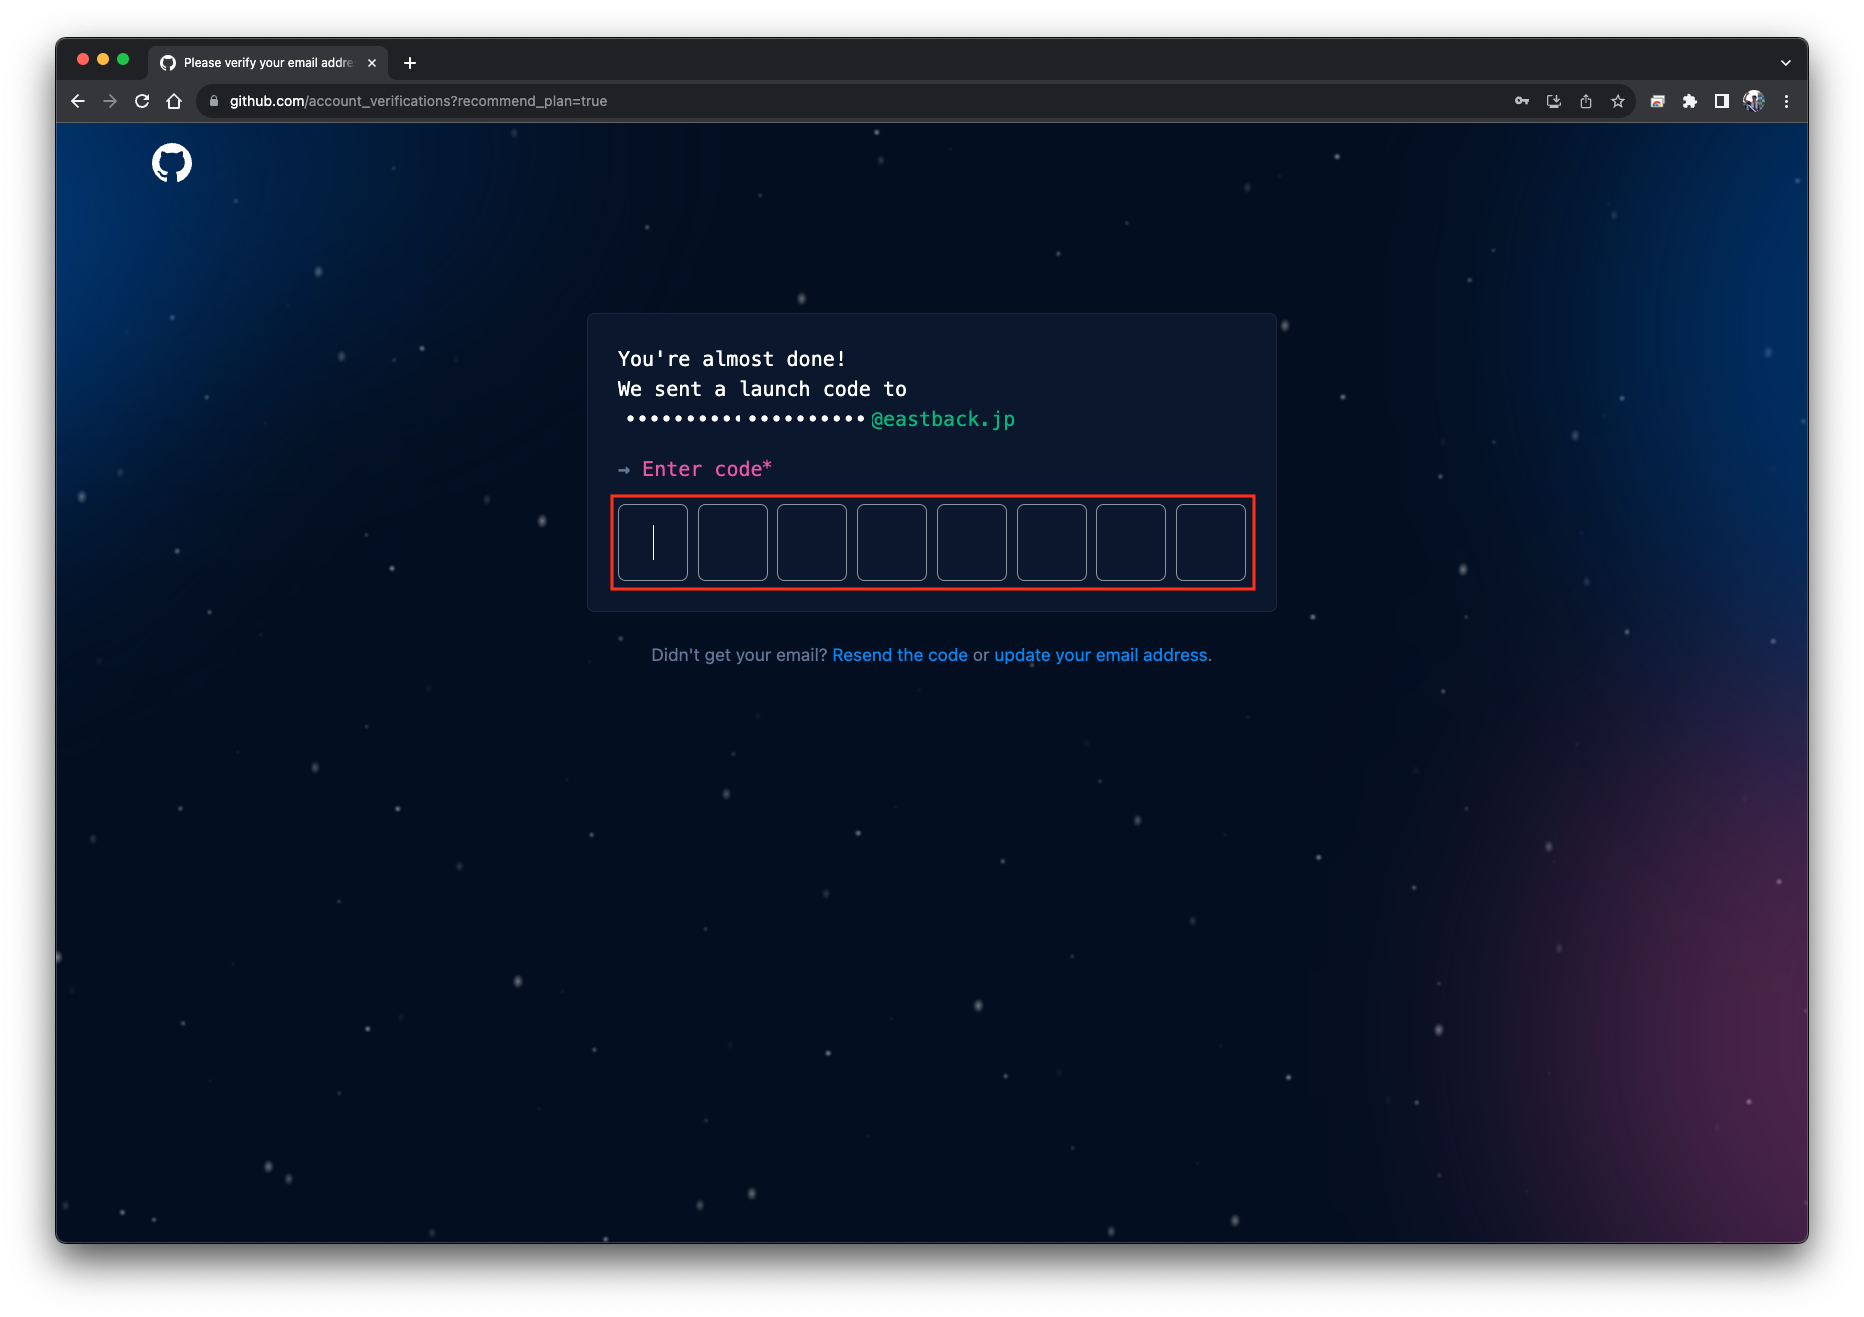 Please verify your email addre
github.com/account_verifications?recommend_plan=true
You're almost done!
We sent a launch code to
••••••••••••••••••••@eastback.jp
→ Enter code*
Didn't get your email? Resend the code or update your email address.